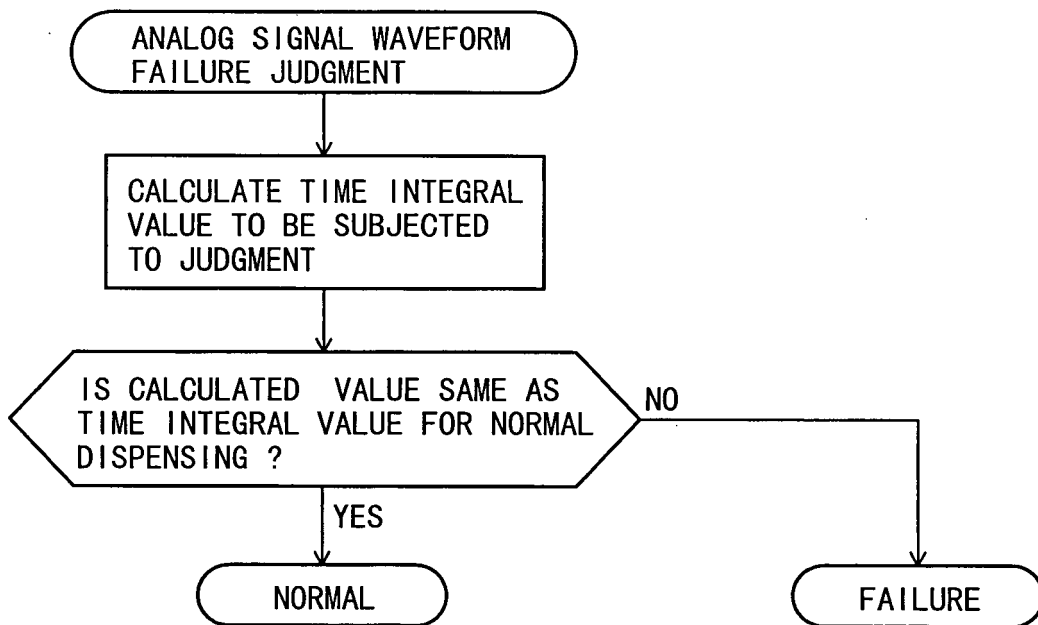 ANALOG SIGNAL WAVEFORM
FAILURE JUDGMENT
CALCULATE TIME INTEGRAL
VALUE TO BE SUBJECTED
TO JUDGMENT
IS CALCULATED VALUE SAME AS
TIME INTEGRAL VALUE FOR NORMAL
DISPENSING ?
NO
YES
NORMAL
FAILURE